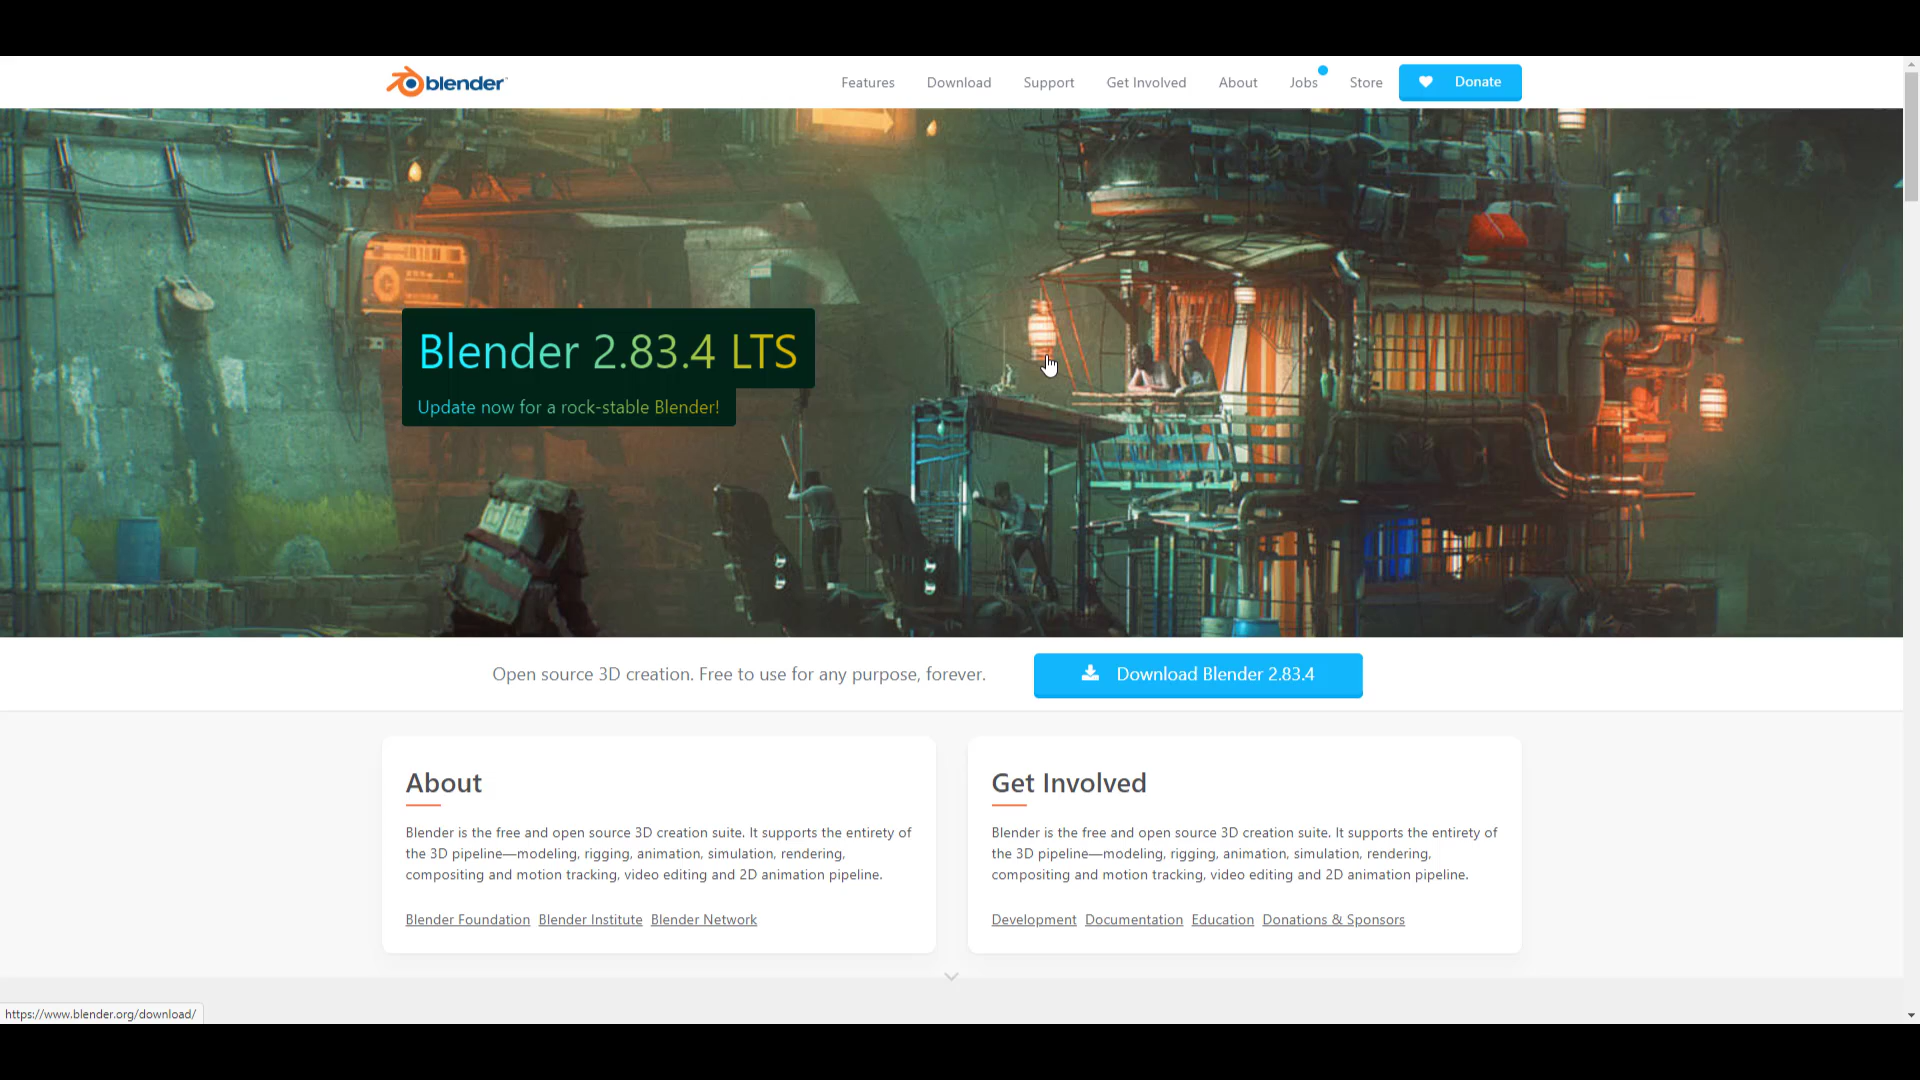 blender
Features Download Support Get Involved About Jobs Store Donate
Blender 2.83.4 LTS
Update now for a rock-stable Blender!
Open source 3D creation. Free to use for any purpose, forever.
Download Blender 2.83.4
About
Blender is the free and open source 3D creation suite. It supports the entirety of
the 3D pipeline—modeling, rigging, animation, simulation, rendering,
compositing and motion tracking, video editing and 2D animation pipeline.
Blender Foundation Blender Institute Blender Network
Get Involved
Blender is the free and open source 3D creation suite. It supports the entirety of
the 3D pipeline—modeling, rigging, animation, simulation, rendering,
compositing and motion tracking, video editing and 2D animation pipeline.
Development Documentation Education Donations & Sponsors
https://www.blender.org/download/